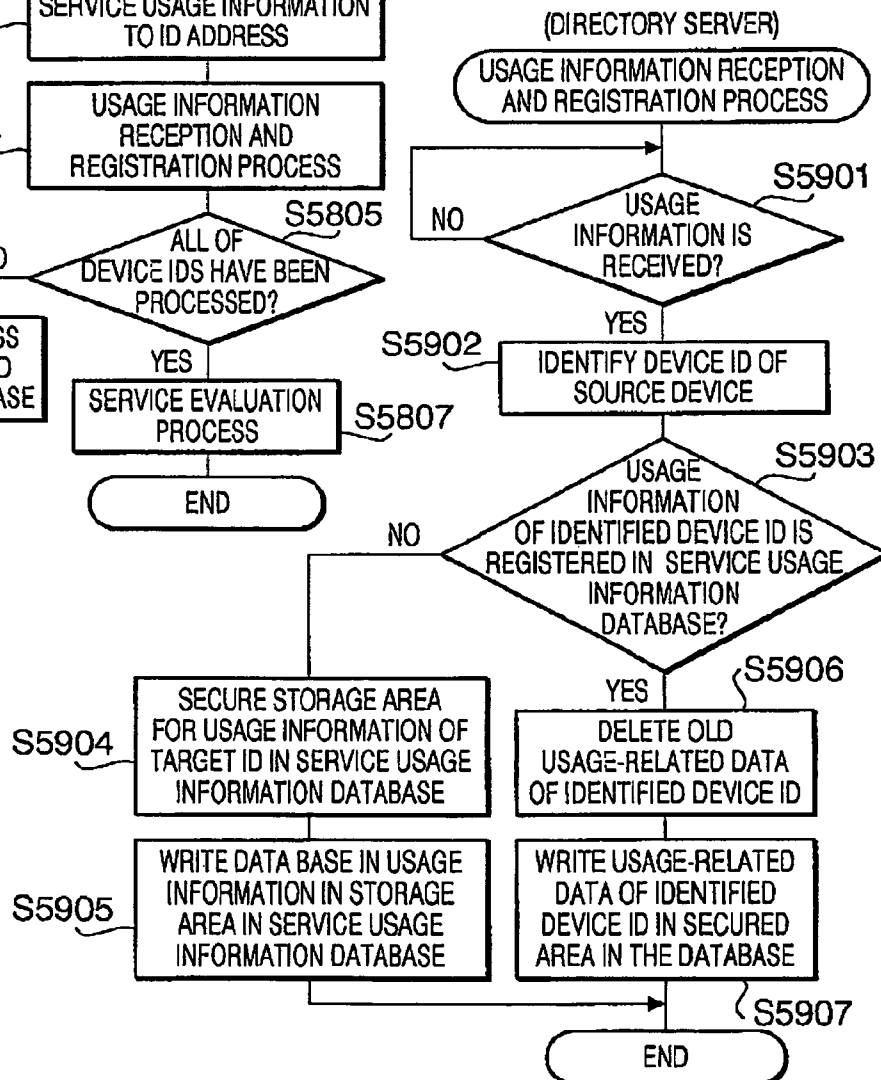 SERVICE USAGE INFORMATION
TO ID ADDRESS
USAGE INFORMATION
RECEPTION AND
REGISTRATION PROCESS
S5805
ALL OF
DEVICE IDS HAVE BEEN
PROCESSED?
YES
SERVICE EVALUATION
PROCESS
S5807
END
(DIRECTORY SERVER)
USAGE INFORMATION RECEPTION
AND REGISTRATION PROCESS
S5901
NO
USAGE
INFORMATION IS
RECEIVED?
YES
S5902
IDENTIFY DEVICE ID OF
SOURCE DEVICE
S5903
USAGE
INFORMATION
OF IDENTIFIED DEVICE ID IS
REGISTERED IN SERVICE USAGE
INFORMATION
DATABASE?
NO
S5904
SECURE STORAGE AREA
FOR USAGE INFORMATION OF
TARGET ID IN SERVICE USAGE
INFORMATION DATABASE
S5905
WRITE DATA BASE IN USAGE
INFORMATION IN STORAGE
AREA IN SERVICE USAGE
INFORMATION DATABASE
YES
S5906
DELETE OLD
USAGE-RELATED DATA
OF IDENTIFIED DEVICE ID
WRITE USAGE-RELATED
DATA OF IDENTIFIED
DEVICE ID IN SECURED
AREA IN THE DATABASE
S5907
END